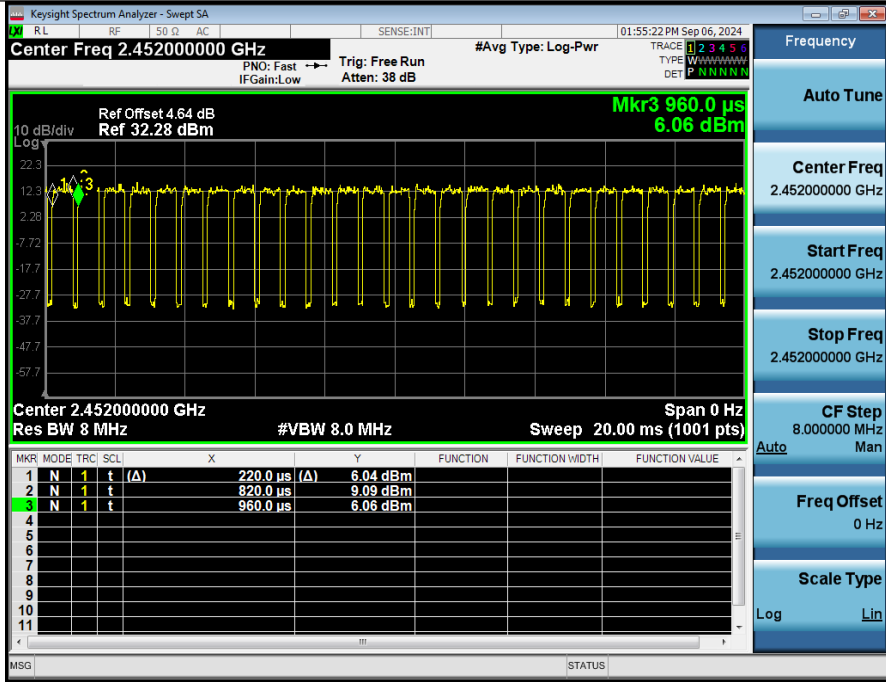 Keysight Spectrum Analyzer - Swept SA
LXI RL RF 50 Ω AC SENSE:INT 01:55:22 PM Sep 06, 2024
Center Freq 2.452000000 GHz #Avg Type: Log-Pwr TRACE 1 2 3 4 5 6
PNO: Fast Trig: Free Run TYPE WWWWWW
IFGain:Low Atten: 38 dB DET P N N N N N
Frequency
Auto Tune
Center Freq
2.452000000 GHz
Start Freq
2.452000000 GHz
Stop Freq
2.452000000 GHz
CF Step
8.000000 MHz
Auto Man
Freq Offset
0 Hz
Scale Type
Log Lin
Mkr3 960.0 µs
6.06 dBm
Ref Offset 4.64 dB
10 dB/div Ref 32.28 dBm
Log
22.3
12.3
2.28
-7.72
-17.7
-27.7
-37.7
-47.7
-57.7
1 2 3
Center 2.452000000 GHz Span 0 Hz
Res BW 8 MHz #VBW 8.0 MHz Sweep 20.00 ms (1001 pts)
MKR MODE TRC SCL X Y FUNCTION FUNCTION WIDTH FUNCTION VALUE
1 N 1 t (Δ) 220.0 µs (Δ) 6.04 dBm
2 N 1 t 820.0 µs 9.09 dBm
3 N 1 t 960.0 µs 6.06 dBm
4
5
6
7
8
9
10
11
MSG STATUS